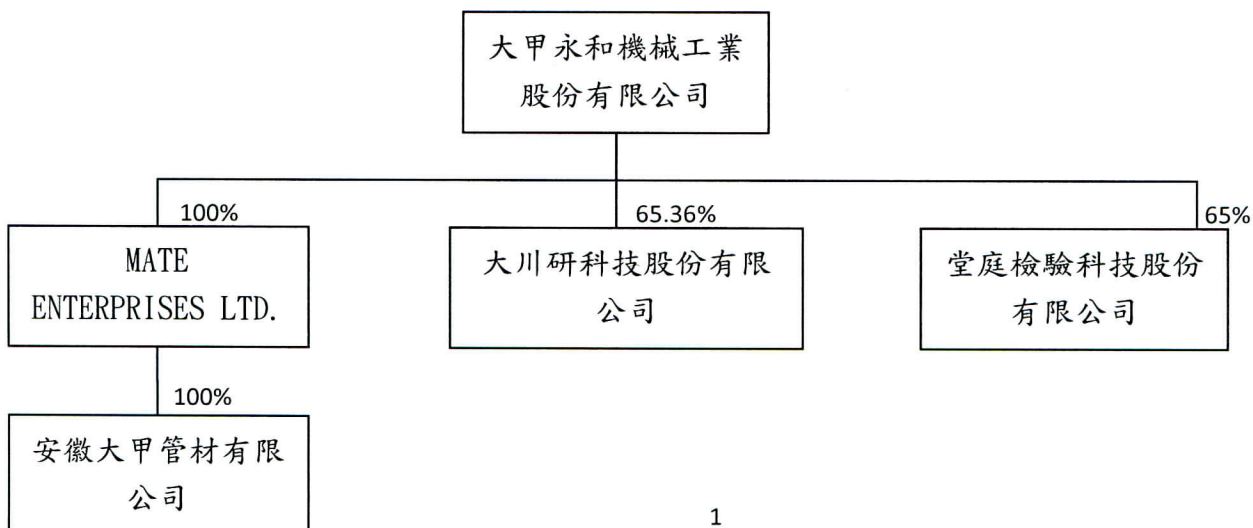 大甲永和機械工業
股份有限公司
100%
65.36%
65%
MATE
ENTERPRISES LTD.
大川研科技股份有限
公司
堂庭檢驗科技股份
有限公司
100%
安徽大甲管材有限
公司
1